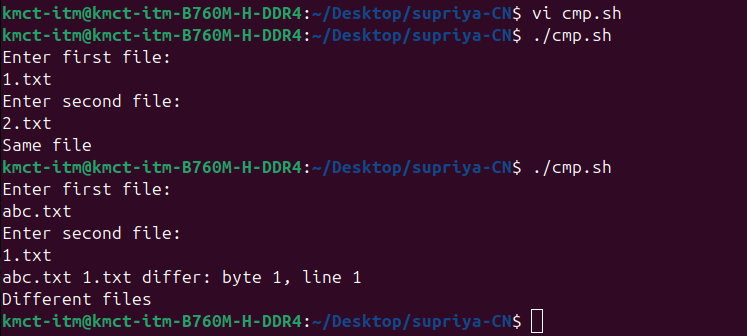 kmct-itm@kmct-itm-B760M-H-DDR4:~/Desktop/supriya-CN$ vi cmp.sh
kmct-itm@kmct-itm-B760M-H-DDR4:~/Desktop/supriya-CN$ ./cmp.sh
Enter first file:
1.txt
Enter second file:
2.txt
Same file
kmct-itm@kmct-itm-B760M-H-DDR4:~/Desktop/supriya-CN$ ./cmp.sh
Enter first file:
abc.txt
Enter second file:
1.txt
abc.txt 1.txt differ: byte 1, line 1
Different files
kmct-itm@kmct-itm-B760M-H-DDR4:~/Desktop/supriya-CN$